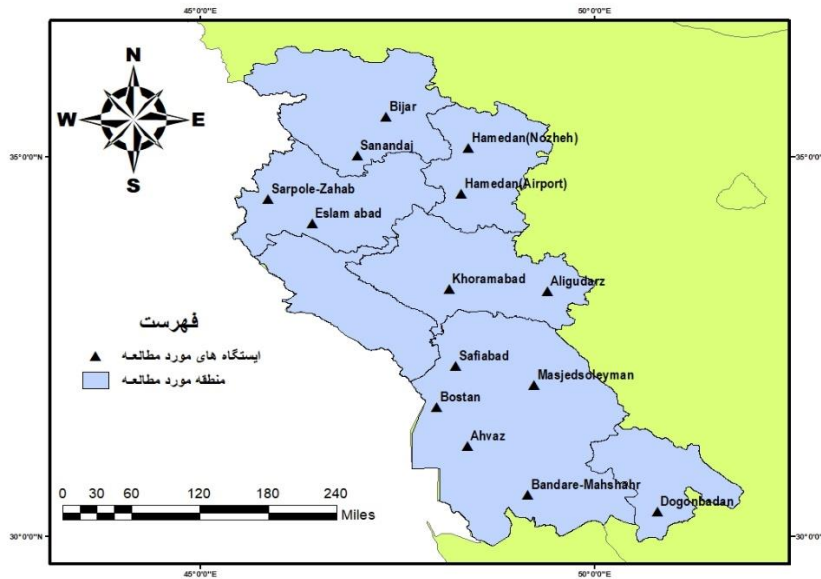 45°0'0"E
50°0'0"E
N
W E
S
35°0'0"N
35°0'0"N
Bijar
Sanandaj
Hamedan(Nozheh)
Hamedan(Airport)
Sarpole-Zahab
Eslam abad
Khoramabad
Aligudarz
فهرست
ایستگاه های مورد مطالعه
منطقه مورد مطالعه
Safiabad
Masjedsoleyman
Bostan
Ahvaz
Bandare-Mahshahr
Dogonbadan
0 30 60 120 180 240
Miles
30°0'0"N
30°0'0"N
45°0'0"E
50°0'0"E